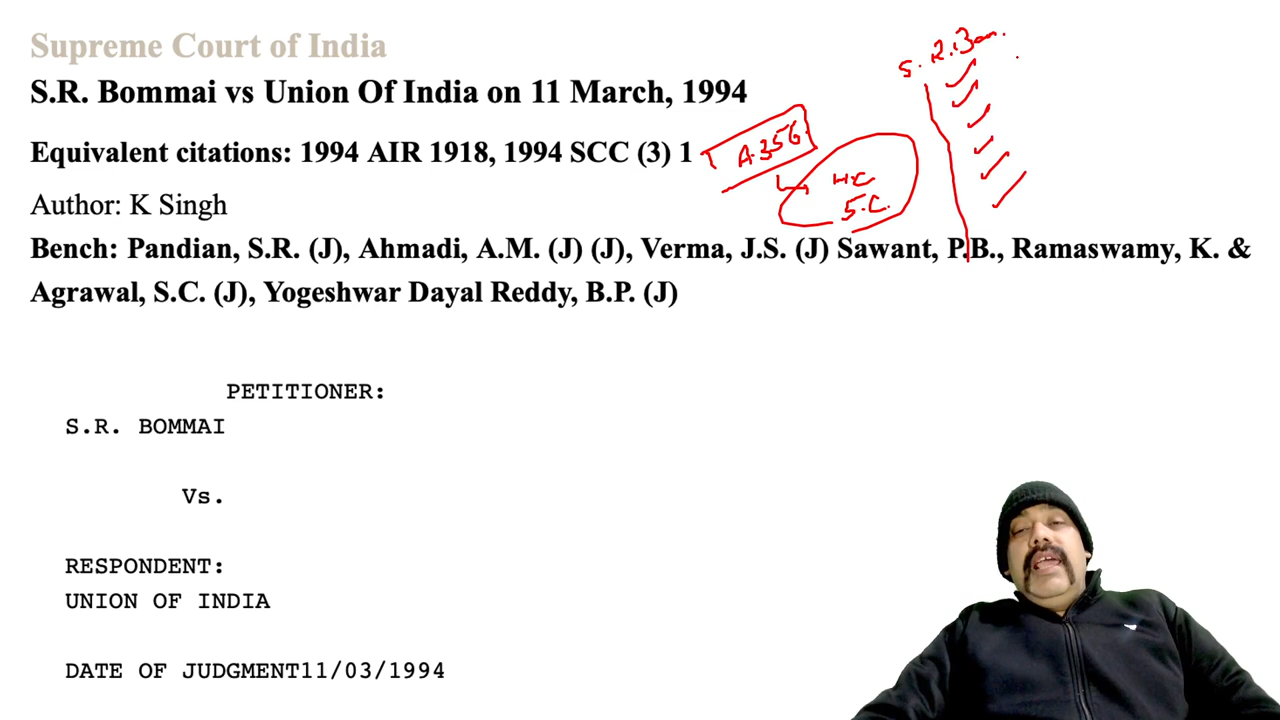 Supreme Court of India
S.R. Bommai vs Union Of India on 11 March, 1994
Equivalent citations: 1994 AIR 1918, 1994 SCC (3) 1
Author: K Singh
Bench: Pandian, S.R. (J), Ahmadi, A.M. (J) (J), Verma, J.S. (J) Sawant, P.B., Ramaswamy, K. &
Agrawal, S.C. (J), Yogeshwar Dayal Reddy, B.P. (J)
S. R. Bom.
A.356
H.C
S.C.
PETITIONER:
S.R. BOMMAI
Vs.
RESPONDENT:
UNION OF INDIA
DATE OF JUDGMENT11/03/1994